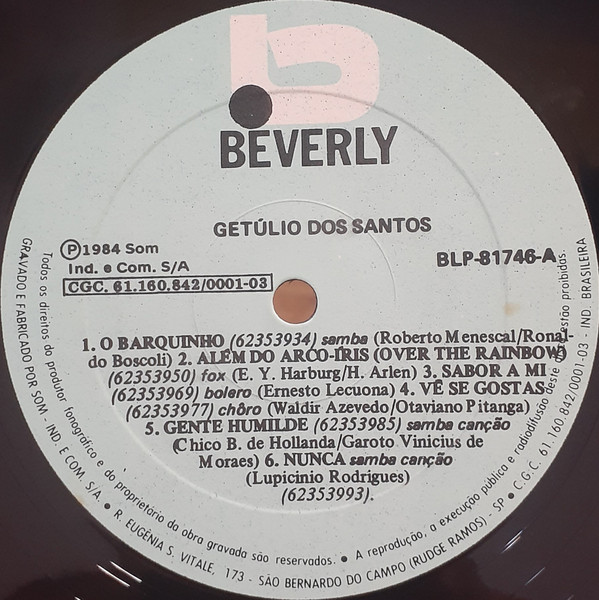 b
BEVERLY
GETÚLIO DOS SANTOS
Ⓟ1984 Som
Ind. e Com. S/A
CGC. 61.160.842/0001-03
BLP-81746-A
1. O BARQUINHO (62353934) samba (Roberto Menescal/Ronal-
do Boscoli) 2. ALÉM DO ARCO-ÍRIS (OVER THE RAINBOW)
(62353950) fox (E. Y. Harburg/H. Arlen) 3. SABOR A MI
(62353969) bolero (Ernesto Lecuona) 4. VÊ SE GOSTAS
(62353977) chôro (Waldir Azevedo/Otaviano Pitanga)
5. GENTE HUMILDE (62353985) samba canção
(Chico B. de Hollanda/Garoto Vinicius de
Moraes) 6. NUNCA samba canção
(Lupicinio Rodrigues)
(62353993).
Todos os direitos do produtor fonográfico e do proprietário da obra gravada são reservados. • A reprodução, a execução pública e radiodifusão deste estão proibidas.
GRAVADO E FABRICADO POR SOM - IND. E COM. S/A. • R. EUGÊNIA S. VITALE, 173 - SÃO BERNARDO DO CAMPO (RUDGE RAMOS) - SP • C.G.C. 61.160.842/0001-03 - IND. BRASILEIRA